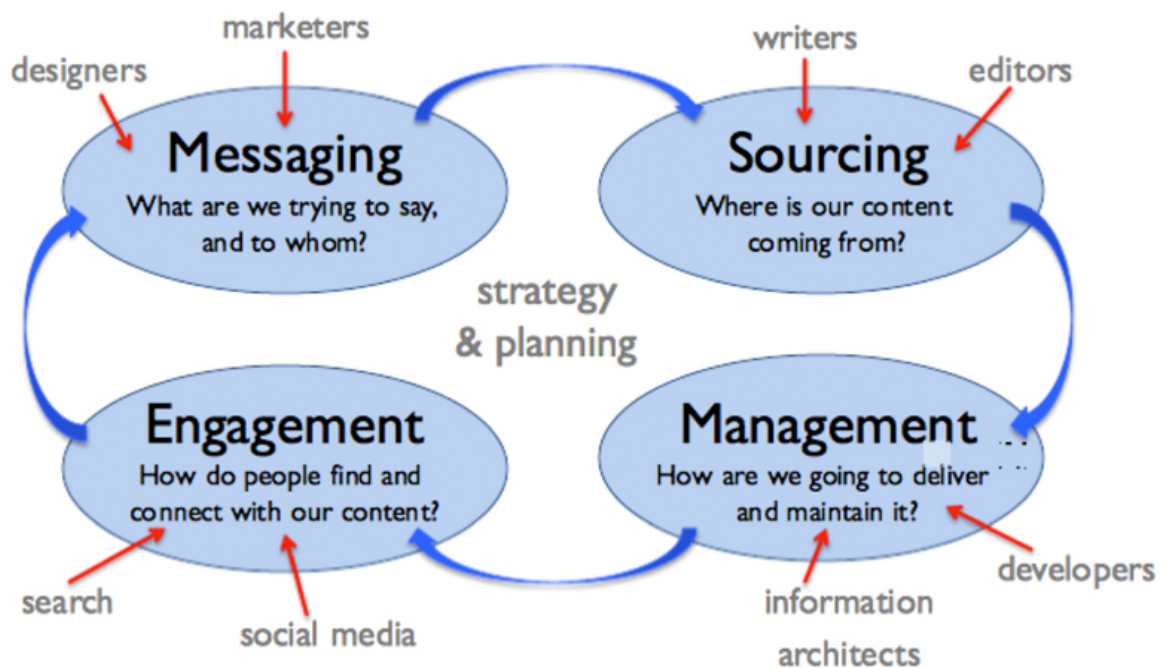 marketers
designers
Messaging
What are we trying to say,
and to whom?
writers
editors
Sourcing
Where is our content
coming from?
strategy
& planning
Engagement
How do people find and
connect with our content?
search
social media
Management
How are we going to deliver
and maintain it?
developers
information
architects